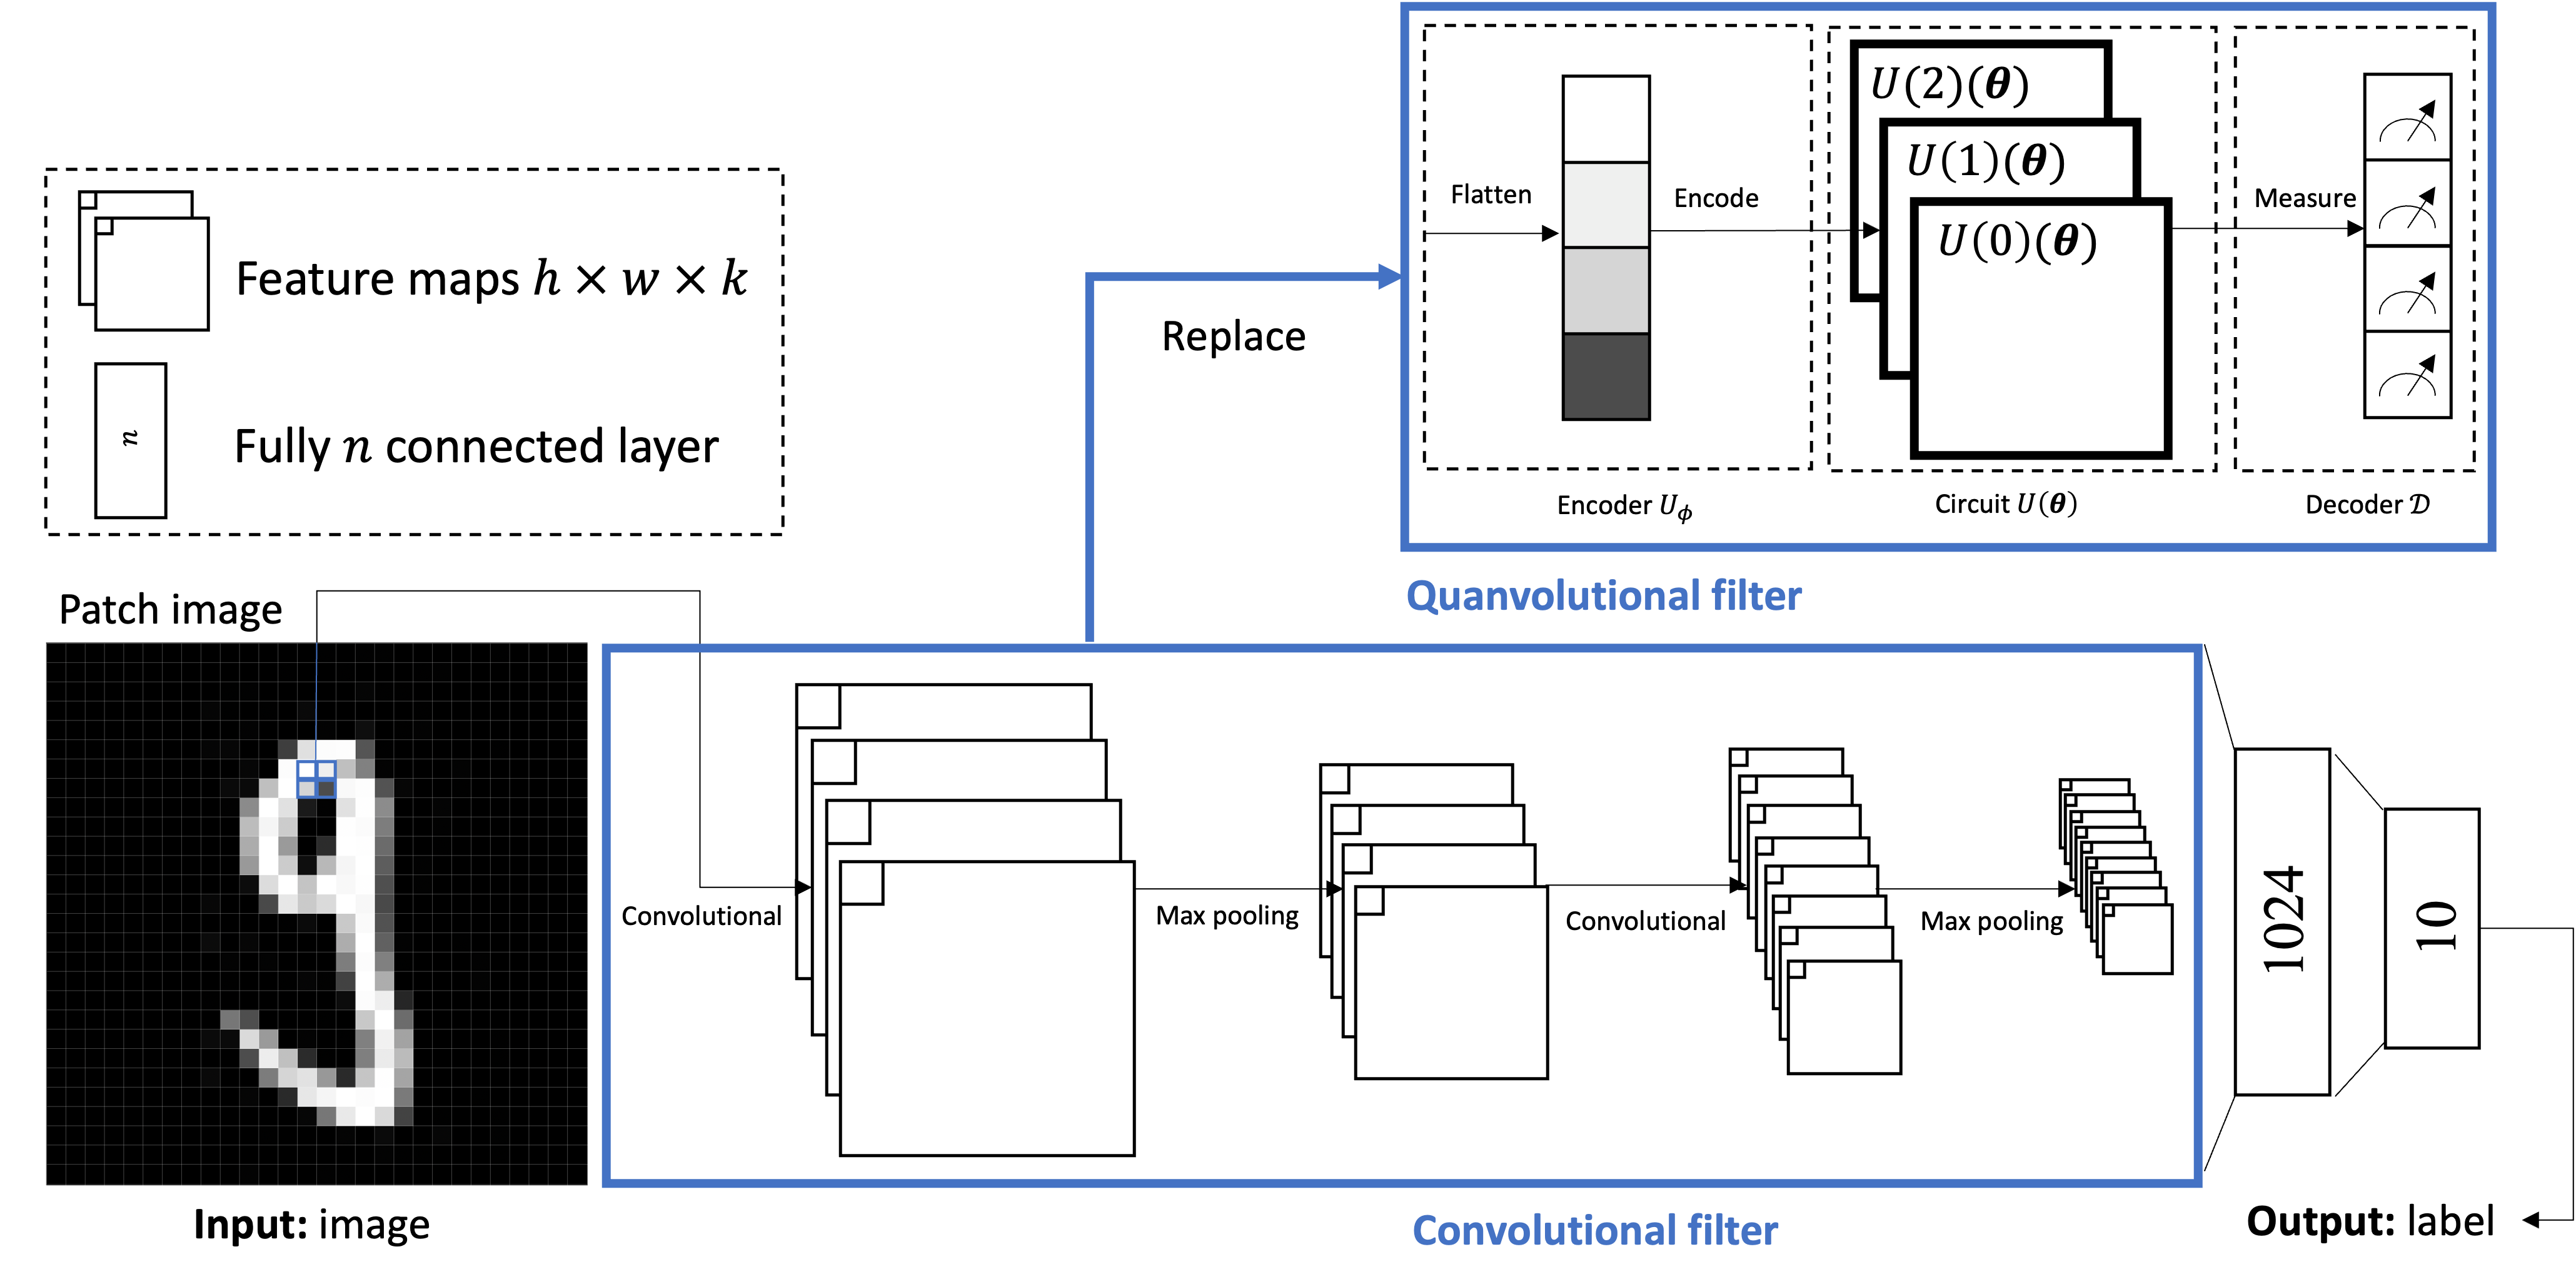 Feature maps h × w × k
n
Fully n connected layer
Replace
Flatten
Encode
U(2)(θ)
U(1)(θ)
U(0)(θ)
Measure
Encoder U_ϕ
Circuit U(θ)
Decoder 𝒟
Quanvolutional filter
Patch image
Convolutional
Max pooling
Convolutional
Max pooling
1024
10
Input: image
Convolutional filter
Output: label